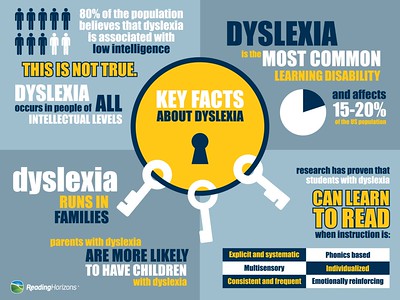 80% of the population
believes that dyslexia
is associated with
low intelligence
THIS IS NOT TRUE.
DYSLEXIA
occurs in people of ALL
INTELLECTUAL LEVELS
KEY FACTS
ABOUT DYSLEXIA
DYSLEXIA
is the MOST COMMON
LEARNING DISABILITY
and affects
15-20%
of the US population
dyslexia
RUNS IN
FAMILIES
parents with dyslexia
ARE MORE LIKELY
TO HAVE CHILDREN
with dyslexia
research has proven that
students with dyslexia
CAN LEARN
TO READ
when instruction is:
Explicit and systematic
Phonics based
Multisensory
Individualized
Consistent and frequent
Emotionally reinforcing
ReadingHorizons